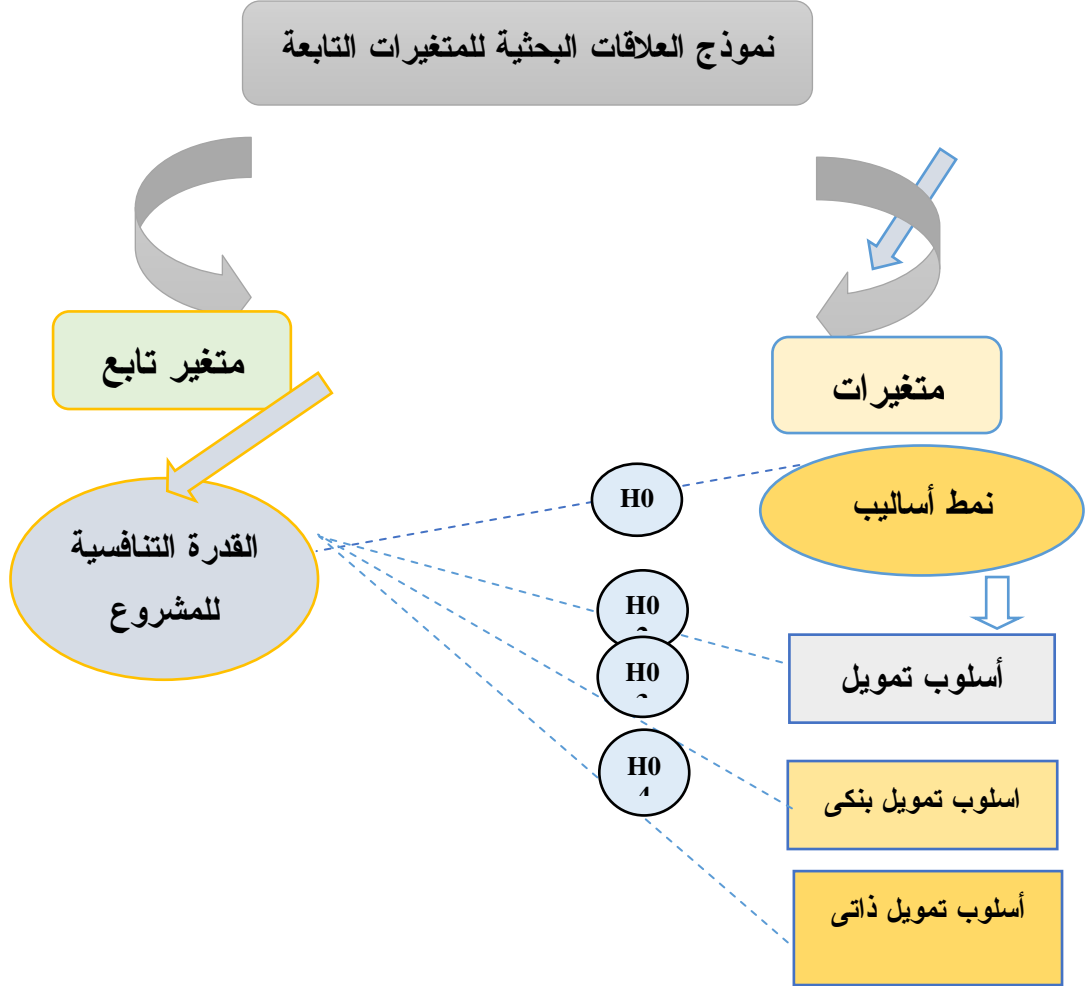 نموذج العلاقات البحثية للمتغيرات التابعة
متغيرات
متغير تابع
نمط أساليب
H0
القدرة التنافسية
للمشروع
H0
H0
H0
4
أسلوب تمويل
اسلوب تمويل بنكى
أسلوب تمويل ذاتى